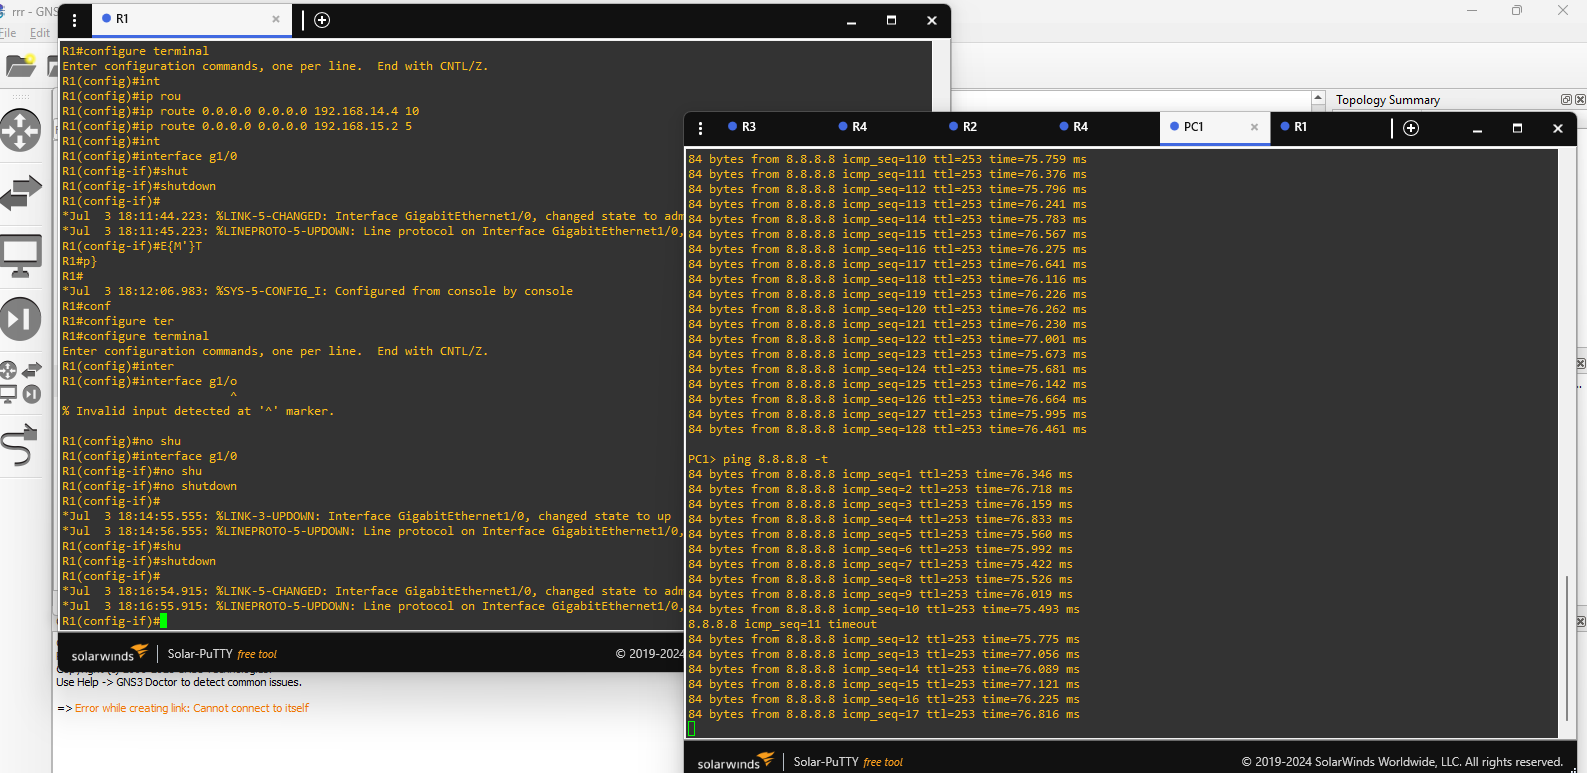 rrr - GNS
File Edit
R1
R1#configure terminal
Enter configuration commands, one per line.  End with CNTL/Z.
R1(config)#int
R1(config)#ip rou
R1(config)#ip route 0.0.0.0 0.0.0.0 192.168.14.4 10
R1(config)#ip route 0.0.0.0 0.0.0.0 192.168.15.2 5
R1(config)#int
R1(config)#interface g1/0
R1(config-if)#shut
R1(config-if)#shutdown
R1(config-if)#
*Jul  3 18:11:44.223: %LINK-5-CHANGED: Interface GigabitEthernet1/0, changed state to adm
*Jul  3 18:11:45.223: %LINEPROTO-5-UPDOWN: Line protocol on Interface GigabitEthernet1/0,
R1(config-if)#E{M'}T
R1#p}
R1#
*Jul  3 18:12:06.983: %SYS-5-CONFIG_I: Configured from console by console
R1#conf
R1#configure ter
R1#configure terminal
Enter configuration commands, one per line.  End with CNTL/Z.
R1(config)#inter
R1(config)#interface g1/o
^
% Invalid input detected at '^' marker.
R1(config)#no shu
R1(config)#interface g1/0
R1(config-if)#no shu
R1(config-if)#no shutdown
R1(config-if)#
*Jul  3 18:14:55.555: %LINK-3-UPDOWN: Interface GigabitEthernet1/0, changed state to up
*Jul  3 18:14:56.555: %LINEPROTO-5-UPDOWN: Line protocol on Interface GigabitEthernet1/0,
R1(config-if)#shu
R1(config-if)#shutdown
R1(config-if)#
*Jul  3 18:16:54.915: %LINK-5-CHANGED: Interface GigabitEthernet1/0, changed state to adm
*Jul  3 18:16:55.915: %LINEPROTO-5-UPDOWN: Line protocol on Interface GigabitEthernet1/0,
R1(config-if)#
solarwinds Solar-PuTTY free tool © 2019-2024
Use Help -> GNS3 Doctor to detect common issues.
=> Error while creating link: Cannot connect to itself
Topology Summary
R3 R4 R2 R4 PC1 R1
84 bytes from 8.8.8.8 icmp_seq=110 ttl=253 time=75.759 ms
84 bytes from 8.8.8.8 icmp_seq=111 ttl=253 time=76.376 ms
84 bytes from 8.8.8.8 icmp_seq=112 ttl=253 time=75.796 ms
84 bytes from 8.8.8.8 icmp_seq=113 ttl=253 time=76.241 ms
84 bytes from 8.8.8.8 icmp_seq=114 ttl=253 time=75.783 ms
84 bytes from 8.8.8.8 icmp_seq=115 ttl=253 time=76.567 ms
84 bytes from 8.8.8.8 icmp_seq=116 ttl=253 time=76.275 ms
84 bytes from 8.8.8.8 icmp_seq=117 ttl=253 time=76.641 ms
84 bytes from 8.8.8.8 icmp_seq=118 ttl=253 time=76.116 ms
84 bytes from 8.8.8.8 icmp_seq=119 ttl=253 time=76.226 ms
84 bytes from 8.8.8.8 icmp_seq=120 ttl=253 time=76.262 ms
84 bytes from 8.8.8.8 icmp_seq=121 ttl=253 time=76.230 ms
84 bytes from 8.8.8.8 icmp_seq=122 ttl=253 time=77.001 ms
84 bytes from 8.8.8.8 icmp_seq=123 ttl=253 time=75.673 ms
84 bytes from 8.8.8.8 icmp_seq=124 ttl=253 time=75.681 ms
84 bytes from 8.8.8.8 icmp_seq=125 ttl=253 time=76.142 ms
84 bytes from 8.8.8.8 icmp_seq=126 ttl=253 time=76.664 ms
84 bytes from 8.8.8.8 icmp_seq=127 ttl=253 time=75.995 ms
84 bytes from 8.8.8.8 icmp_seq=128 ttl=253 time=76.461 ms
PC1> ping 8.8.8.8 -t
84 bytes from 8.8.8.8 icmp_seq=1 ttl=253 time=76.346 ms
84 bytes from 8.8.8.8 icmp_seq=2 ttl=253 time=76.718 ms
84 bytes from 8.8.8.8 icmp_seq=3 ttl=253 time=76.159 ms
84 bytes from 8.8.8.8 icmp_seq=4 ttl=253 time=76.833 ms
84 bytes from 8.8.8.8 icmp_seq=5 ttl=253 time=75.560 ms
84 bytes from 8.8.8.8 icmp_seq=6 ttl=253 time=75.992 ms
84 bytes from 8.8.8.8 icmp_seq=7 ttl=253 time=75.422 ms
84 bytes from 8.8.8.8 icmp_seq=8 ttl=253 time=75.526 ms
84 bytes from 8.8.8.8 icmp_seq=9 ttl=253 time=76.019 ms
84 bytes from 8.8.8.8 icmp_seq=10 ttl=253 time=75.493 ms
8.8.8.8 icmp_seq=11 timeout
84 bytes from 8.8.8.8 icmp_seq=12 ttl=253 time=75.775 ms
84 bytes from 8.8.8.8 icmp_seq=13 ttl=253 time=77.056 ms
84 bytes from 8.8.8.8 icmp_seq=14 ttl=253 time=76.089 ms
84 bytes from 8.8.8.8 icmp_seq=15 ttl=253 time=77.121 ms
84 bytes from 8.8.8.8 icmp_seq=16 ttl=253 time=76.225 ms
84 bytes from 8.8.8.8 icmp_seq=17 ttl=253 time=76.816 ms
solarwinds Solar-PuTTY free tool © 2019-2024 SolarWinds Worldwide, LLC. All rights reserved.